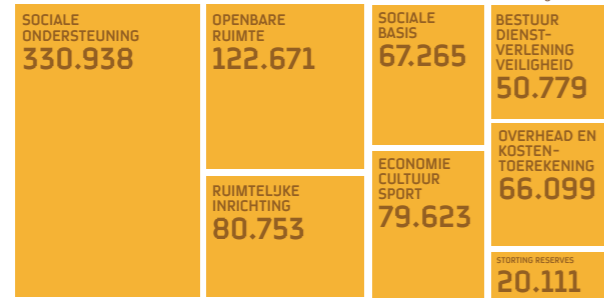 SOCIALE
ONDERSTEUNING
330.938
OPENBARE
RUIMTE
122.671
RUIMTELIJKE
INRICHTING
80.753
SOCIALE
BASIS
67.265
ECONOMIE
CULTUUR
SPORT
79.623
BESTUUR
DIENST-
VERLENING
VEILIGHEID
50.779
OVERHEAD EN
KOSTEN-
TOEREKENING
66.099
STORTING RESERVES
20.111